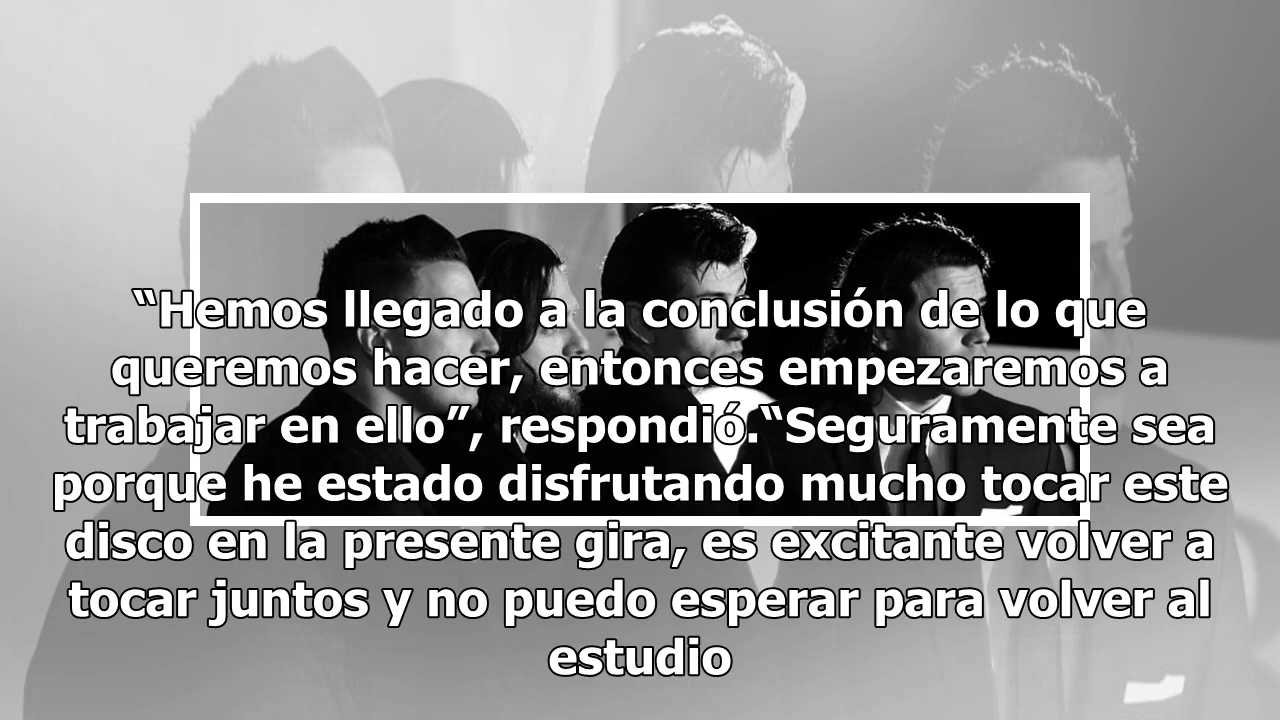 “Hemos llegado a la conclusión de lo que
queremos hacer, entonces empezaremos a
trabajar en ello”, respondió.“Seguramente sea
porque he estado disfrutando mucho tocar este
disco en la presente gira, es excitante volver a
tocar juntos y no puedo esperar para volver al
estudio